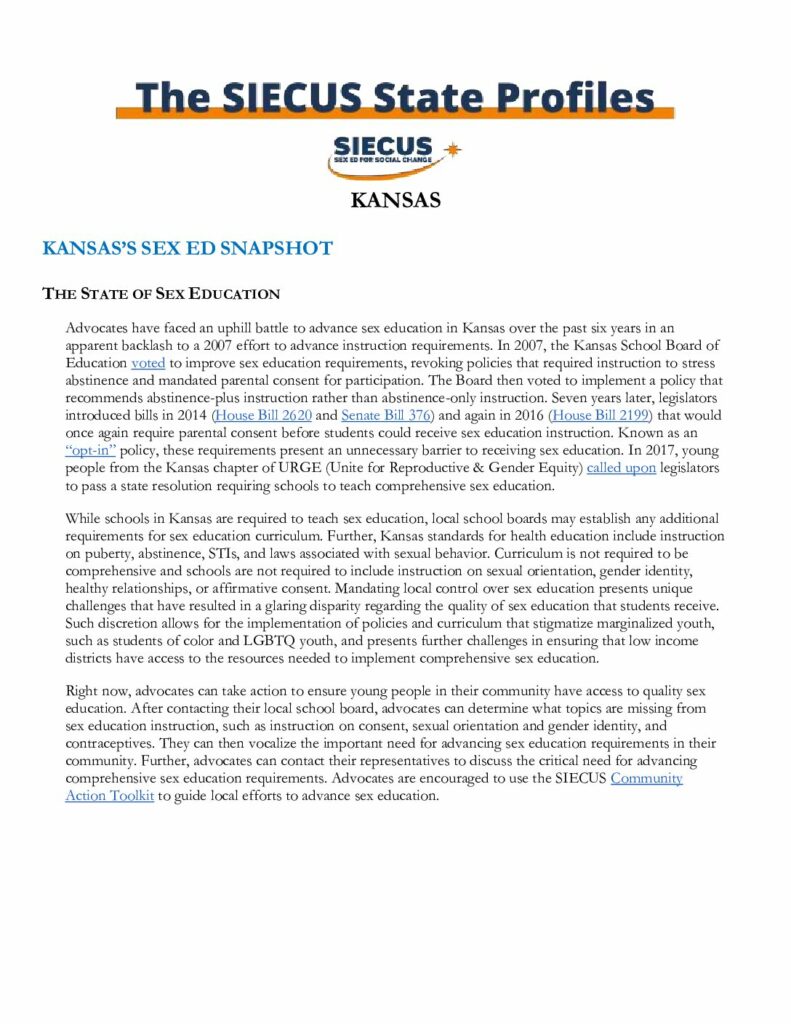 The SIECUS State Profiles
SIECUS
SEX ED FOR SOCIAL CHANGE
KANSAS
KANSAS'S SEX ED SNAPSHOT
THE STATE OF SEX EDUCATION
Advocates have faced an uphill battle to advance sex education in Kansas over the past six years in an
apparent backlash to a 2007 effort to advance instruction requirements. In 2007, the Kansas School Board of
Education voted to improve sex education requirements, revoking policies that required instruction to stress
abstinence and mandated parental consent for participation. The Board then voted to implement a policy that
recommends abstinence-plus instruction rather than abstinence-only instruction. Seven years later, legislators
introduced bills in 2014 (House Bill 2620 and Senate Bill 376) and again in 2016 (House Bill 2199) that would
once again require parental consent before students could receive sex education instruction. Known as an
“opt-in” policy, these requirements present an unnecessary barrier to receiving sex education. In 2017, young
people from the Kansas chapter of URGE (Unite for Reproductive & Gender Equity) called upon legislators
to pass a state resolution requiring schools to teach comprehensive sex education.
While schools in Kansas are required to teach sex education, local school boards may establish any additional
requirements for sex education curriculum. Further, Kansas standards for health education include instruction
on puberty, abstinence, STIs, and laws associated with sexual behavior. Curriculum is not required to be
comprehensive and schools are not required to include instruction on sexual orientation, gender identity,
healthy relationships, or affirmative consent. Mandating local control over sex education presents unique
challenges that have resulted in a glaring disparity regarding the quality of sex education that students receive.
Such discretion allows for the implementation of policies and curriculum that stigmatize marginalized youth,
such as students of color and LGBTQ youth, and presents further challenges in ensuring that low income
districts have access to the resources needed to implement comprehensive sex education.
Right now, advocates can take action to ensure young people in their community have access to quality sex
education. After contacting their local school board, advocates can determine what topics are missing from
sex education instruction, such as instruction on consent, sexual orientation and gender identity, and
contraceptives. They can then vocalize the important need for advancing sex education requirements in their
community. Further, advocates can contact their representatives to discuss the critical need for advancing
comprehensive sex education requirements. Advocates are encouraged to use the SIECUS Community
Action Toolkit to guide local efforts to advance sex education.